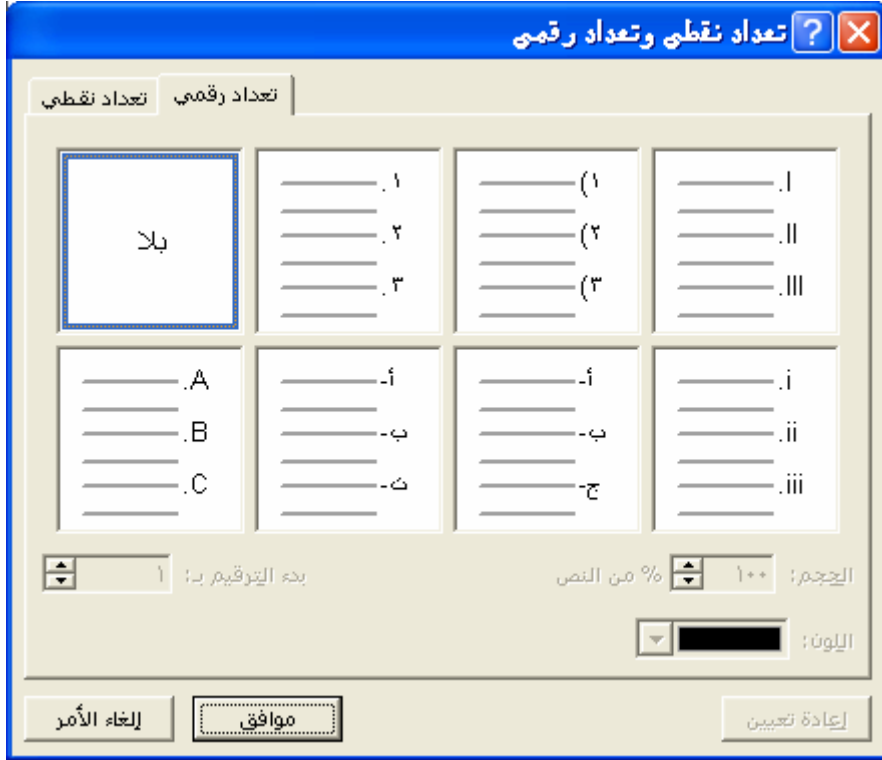 تعداد نقطي وتعداد رقمي
تعداد نقطي
تعداد رقمي
I.
II.
III.
١)
٢)
٣)
١.
٢.
٣.
بلا
i.
ii.
iii.
أ-
ب-
ج-
أ-
ب-
ت-
A.
B.
C.
الحجم: ١٠٠ % من النص
بدء الترقيم بـ: ١
اللون:
إعادة تعيين
موافق
إلغاء الأمر